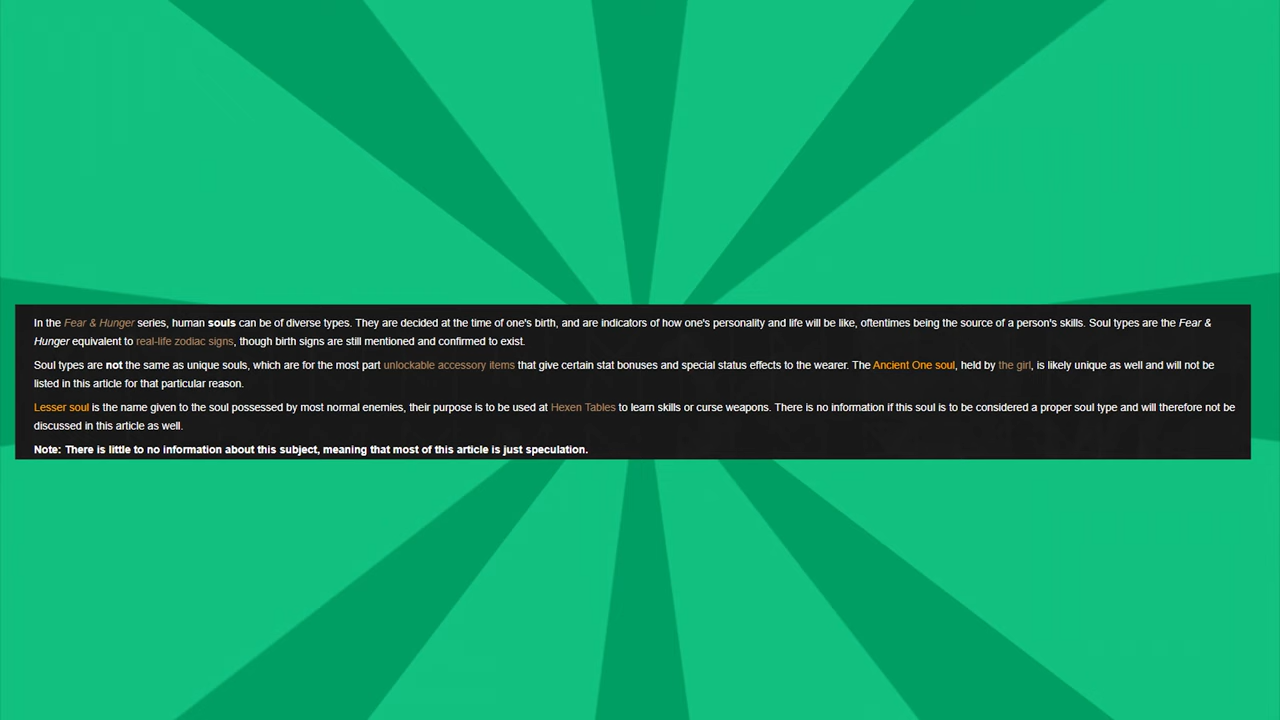 In the Fear & Hunger series, human souls can be of diverse types. They are decided at the time of one's birth, and are indicators of how one's personality and life will be like, oftentimes being the source of a person's skills. Soul types are the Fear &
Hunger equivalent to real-life zodiac signs, though birth signs are still mentioned and confirmed to exist.
Soul types are not the same as unique souls, which are for the most part unlockable accessory items that give certain stat bonuses and special status effects to the wearer. The Ancient One soul, held by the girl, is likely unique as well and will not be
listed in this article for that particular reason.
Lesser soul is the name given to the soul possessed by most normal enemies, their purpose is to be used at Hexen Tables to learn skills or curse weapons. There is no information if this soul is to be considered a proper soul type and will therefore not be
discussed in this article as well.
Note: There is little to no information about this subject, meaning that most of this article is just speculation.